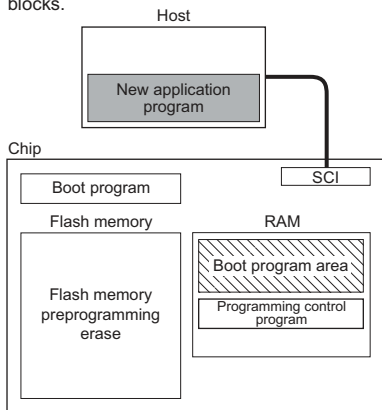 blocks.
Host
New application
program
Chip
SCI
Boot program
Flash memory
RAM
Boot program area
Flash memory
preprogramming
erase
Programming control
program